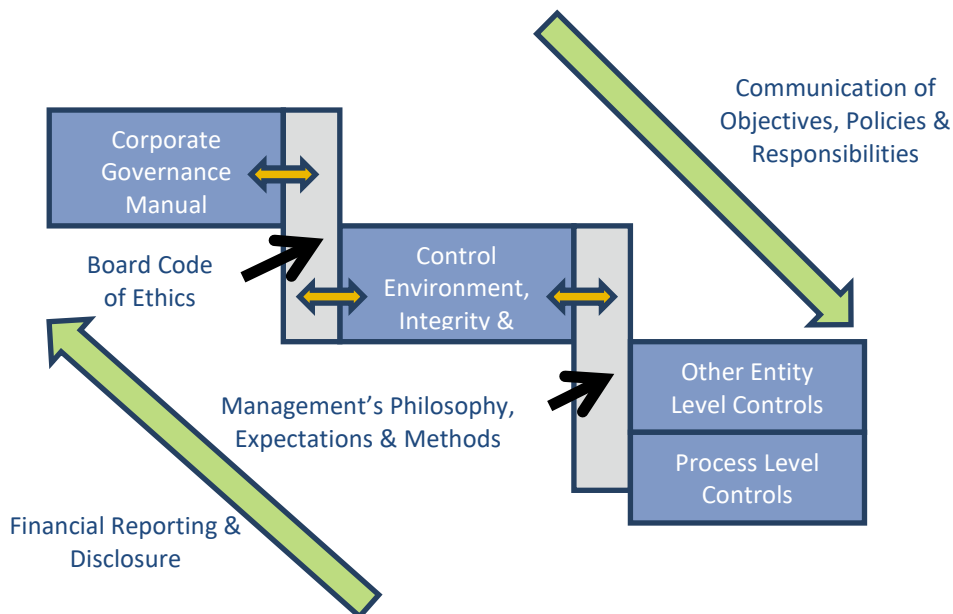 Communication of
Objectives, Policies &
Responsibilities
Corporate
Governance
Manual
Board Code
of Ethics
Control
Environment,
Integrity &
Other Entity
Level Controls
Management’s Philosophy,
Expectations & Methods
Process Level
Controls
Financial Reporting &
Disclosure